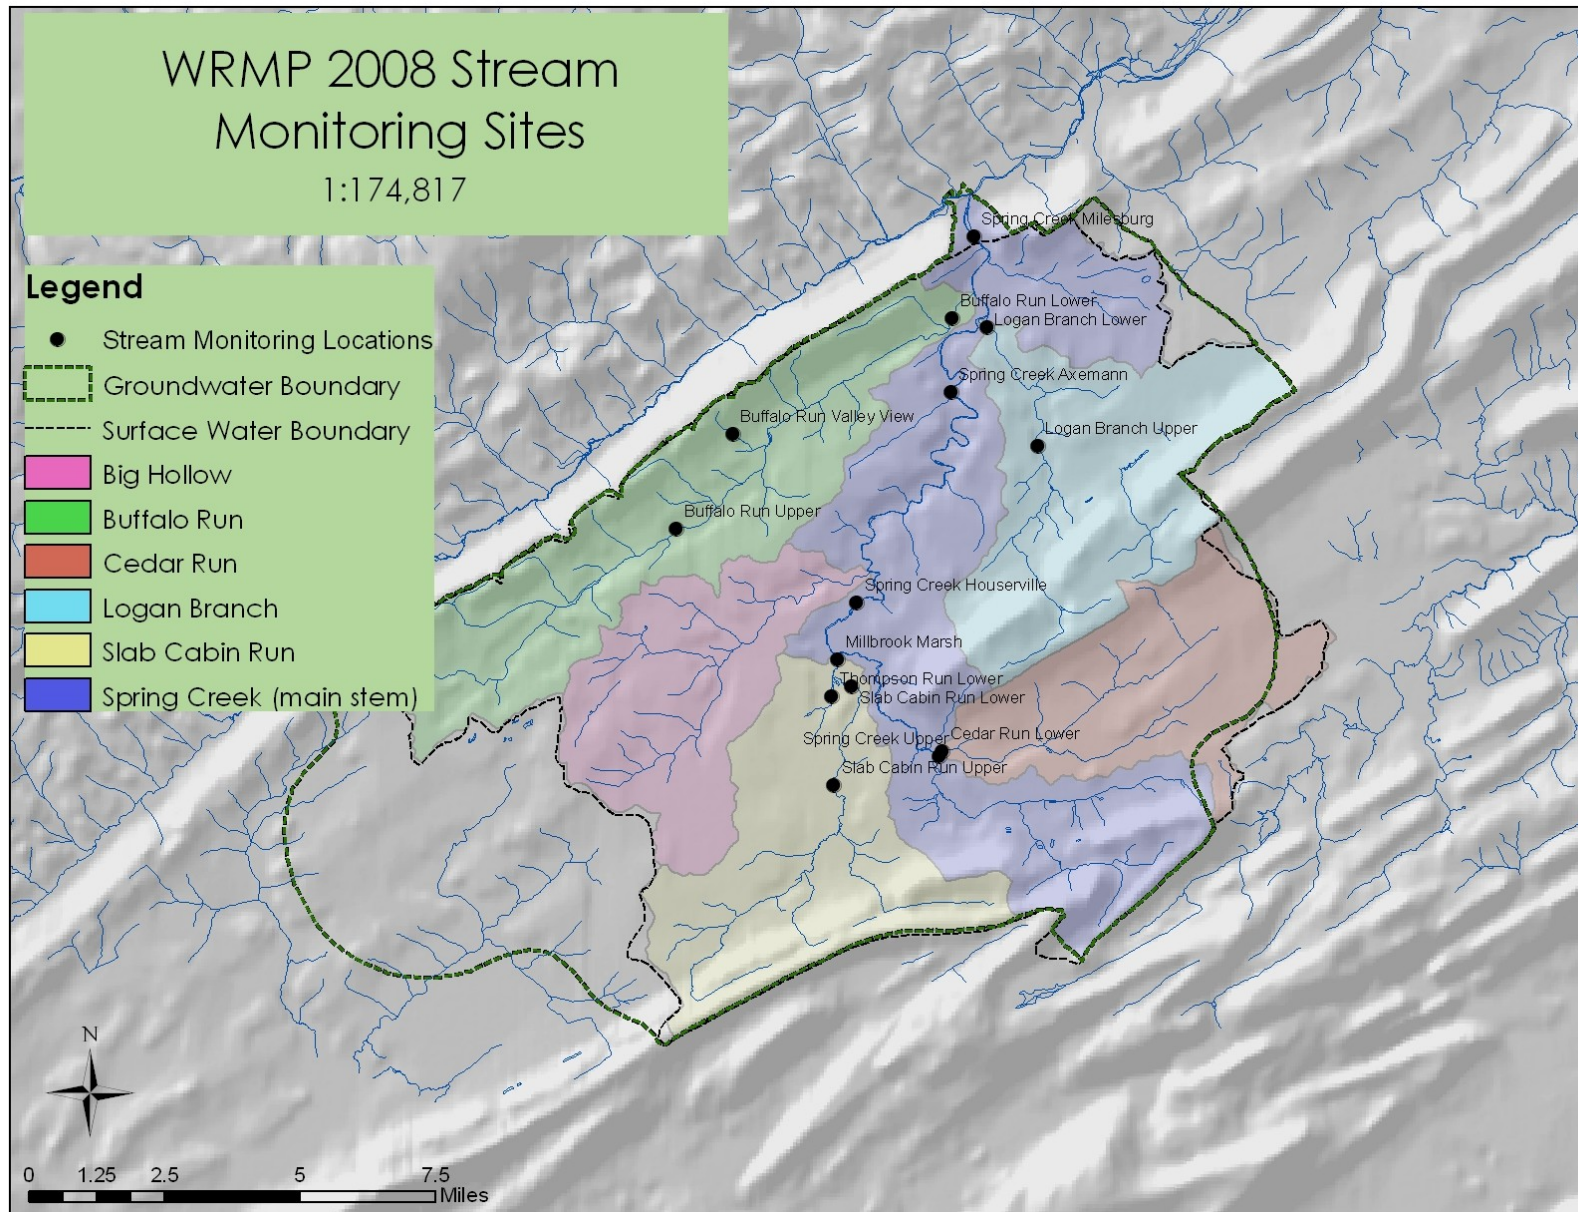 WRMP 2008 Stream
Monitoring Sites
1:174,817
Legend
Stream Monitoring Locations
Groundwater Boundary
Surface Water Boundary
Big Hollow
Buffalo Run
Cedar Run
Logan Branch
Slab Cabin Run
Spring Creek (main stem)
Spring Creek Milesburg
Buffalo Run Lower
Logan Branch Lower
Spring Creek Axemann
Buffalo Run Valley View
Logan Branch Upper
Buffalo Run Upper
Spring Creek Houserville
Millbrook Marsh
Thompson Run Lower
Slab Cabin Run Lower
Spring Creek Upper
Cedar Run Lower
Slab Cabin Run Upper
N
0 1.25 2.5 5 7.5
Miles